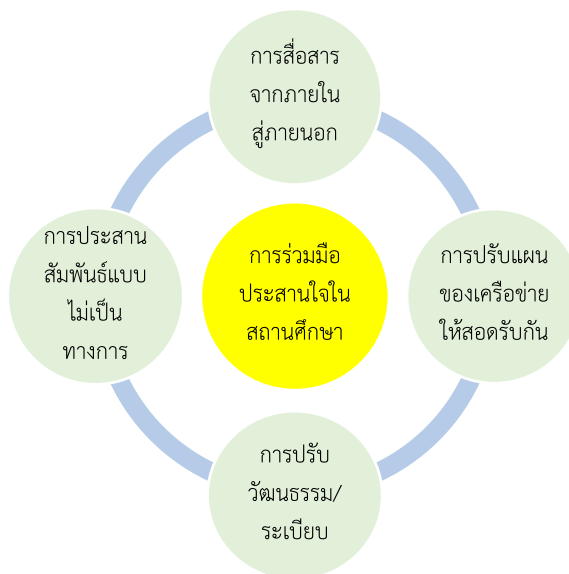 การสื่อสาร
จากภายใน
สู่ภายนอก
การประสาน
สัมพันธ์แบบ
ไม่เป็น
ทางการ
การร่วมมือ
ประสานใจใน
สถานศึกษา
การปรับแผน
ของเครือข่าย
ให้สอดรับกัน
การปรับ
วัฒนธรรม/
ระเบียบ